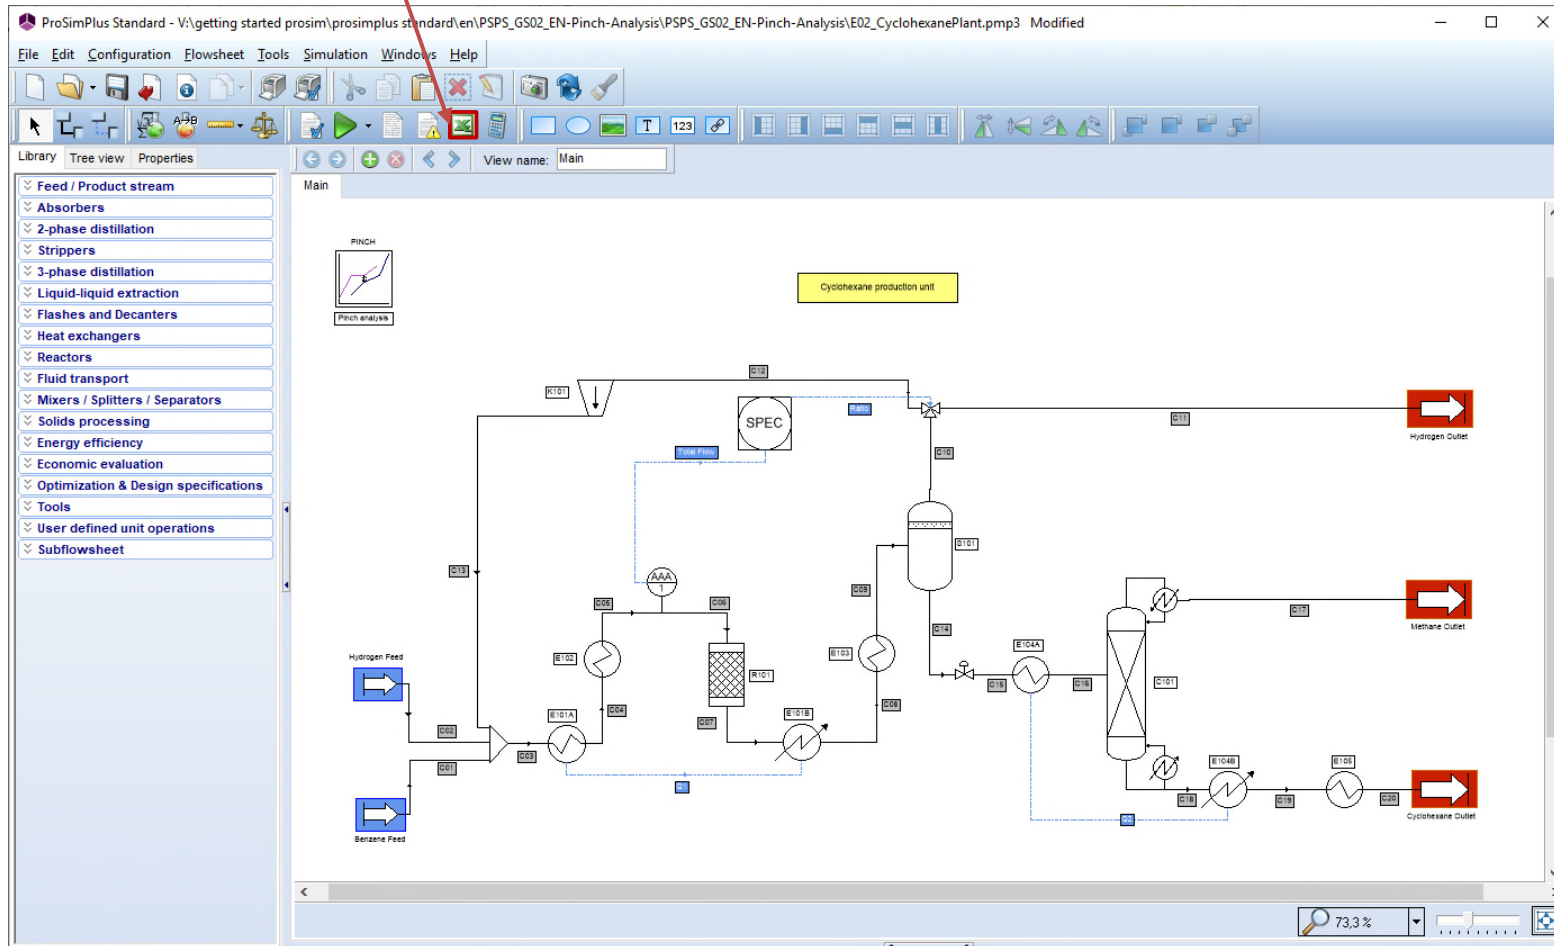 ProSimPlus Standard - V:\getting started prosim\prosimplus standard\en\PSPS_GS02_EN-Pinch-Analysis\PSPS_GS02_EN-Pinch-Analysis\E02_CyclohexanePlant.pmp3 Modified
File Edit Configuration Flowsheet Tools Simulation Windows Help
A B
T 123
Library Tree view Properties
View name: Main
Main
Feed / Product stream
Absorbers
2-phase distillation
Strippers
3-phase distillation
Liquid-liquid extraction
Flashes and Decanters
Heat exchangers
Reactors
Fluid transport
Mixers / Splitters / Separators
Solids processing
Energy efficiency
Economic evaluation
Optimization & Design specifications
Tools
User defined unit operations
Subflowsheet
PINCH
Pinch analysis
Cyclohexane production unit
C12
K101
SPEC
Ratio
C11
Hydrogen Outlet
Total Flow
C10
C13
AAA
1
C05
C06
C09
C14
C17
Methane Outlet
Hydrogen Feed
E102
R101
E103
E104A
C15
C16
C101
C02
C01
C03
E101A
C04
C07
E101B
C08
Q1
E104B
E105
C18
C19
C20
Q2
Cyclohexane Outlet
Benzene Feed
73,3 %